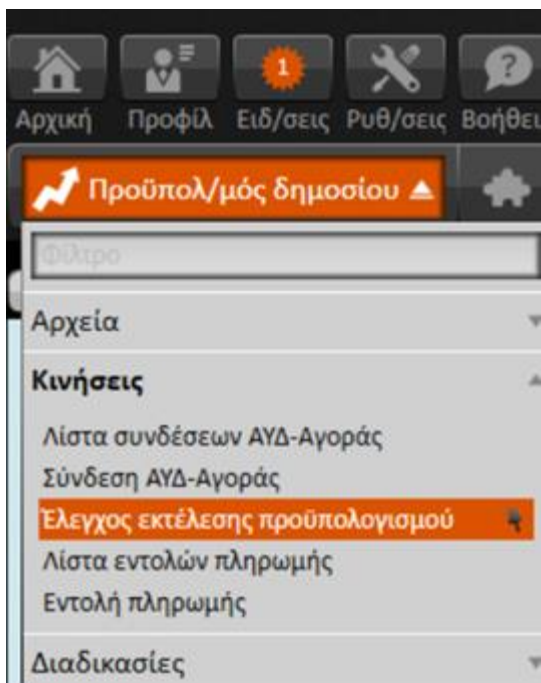 1
Αρχική Προφίλ Ειδ/σεις Ρυθ/σεις Βοήθει
Προϋπολ/μός δημοσίου
Φίλτρο
Αρχεία
Κινήσεις
Λίστα συνδέσεων ΑΥΔ-Αγοράς
Σύνδεση ΑΥΔ-Αγοράς
Έλεγχος εκτέλεσης προϋπολογισμού
Λίστα εντολών πληρωμής
Εντολή πληρωμής
Διαδικασίες